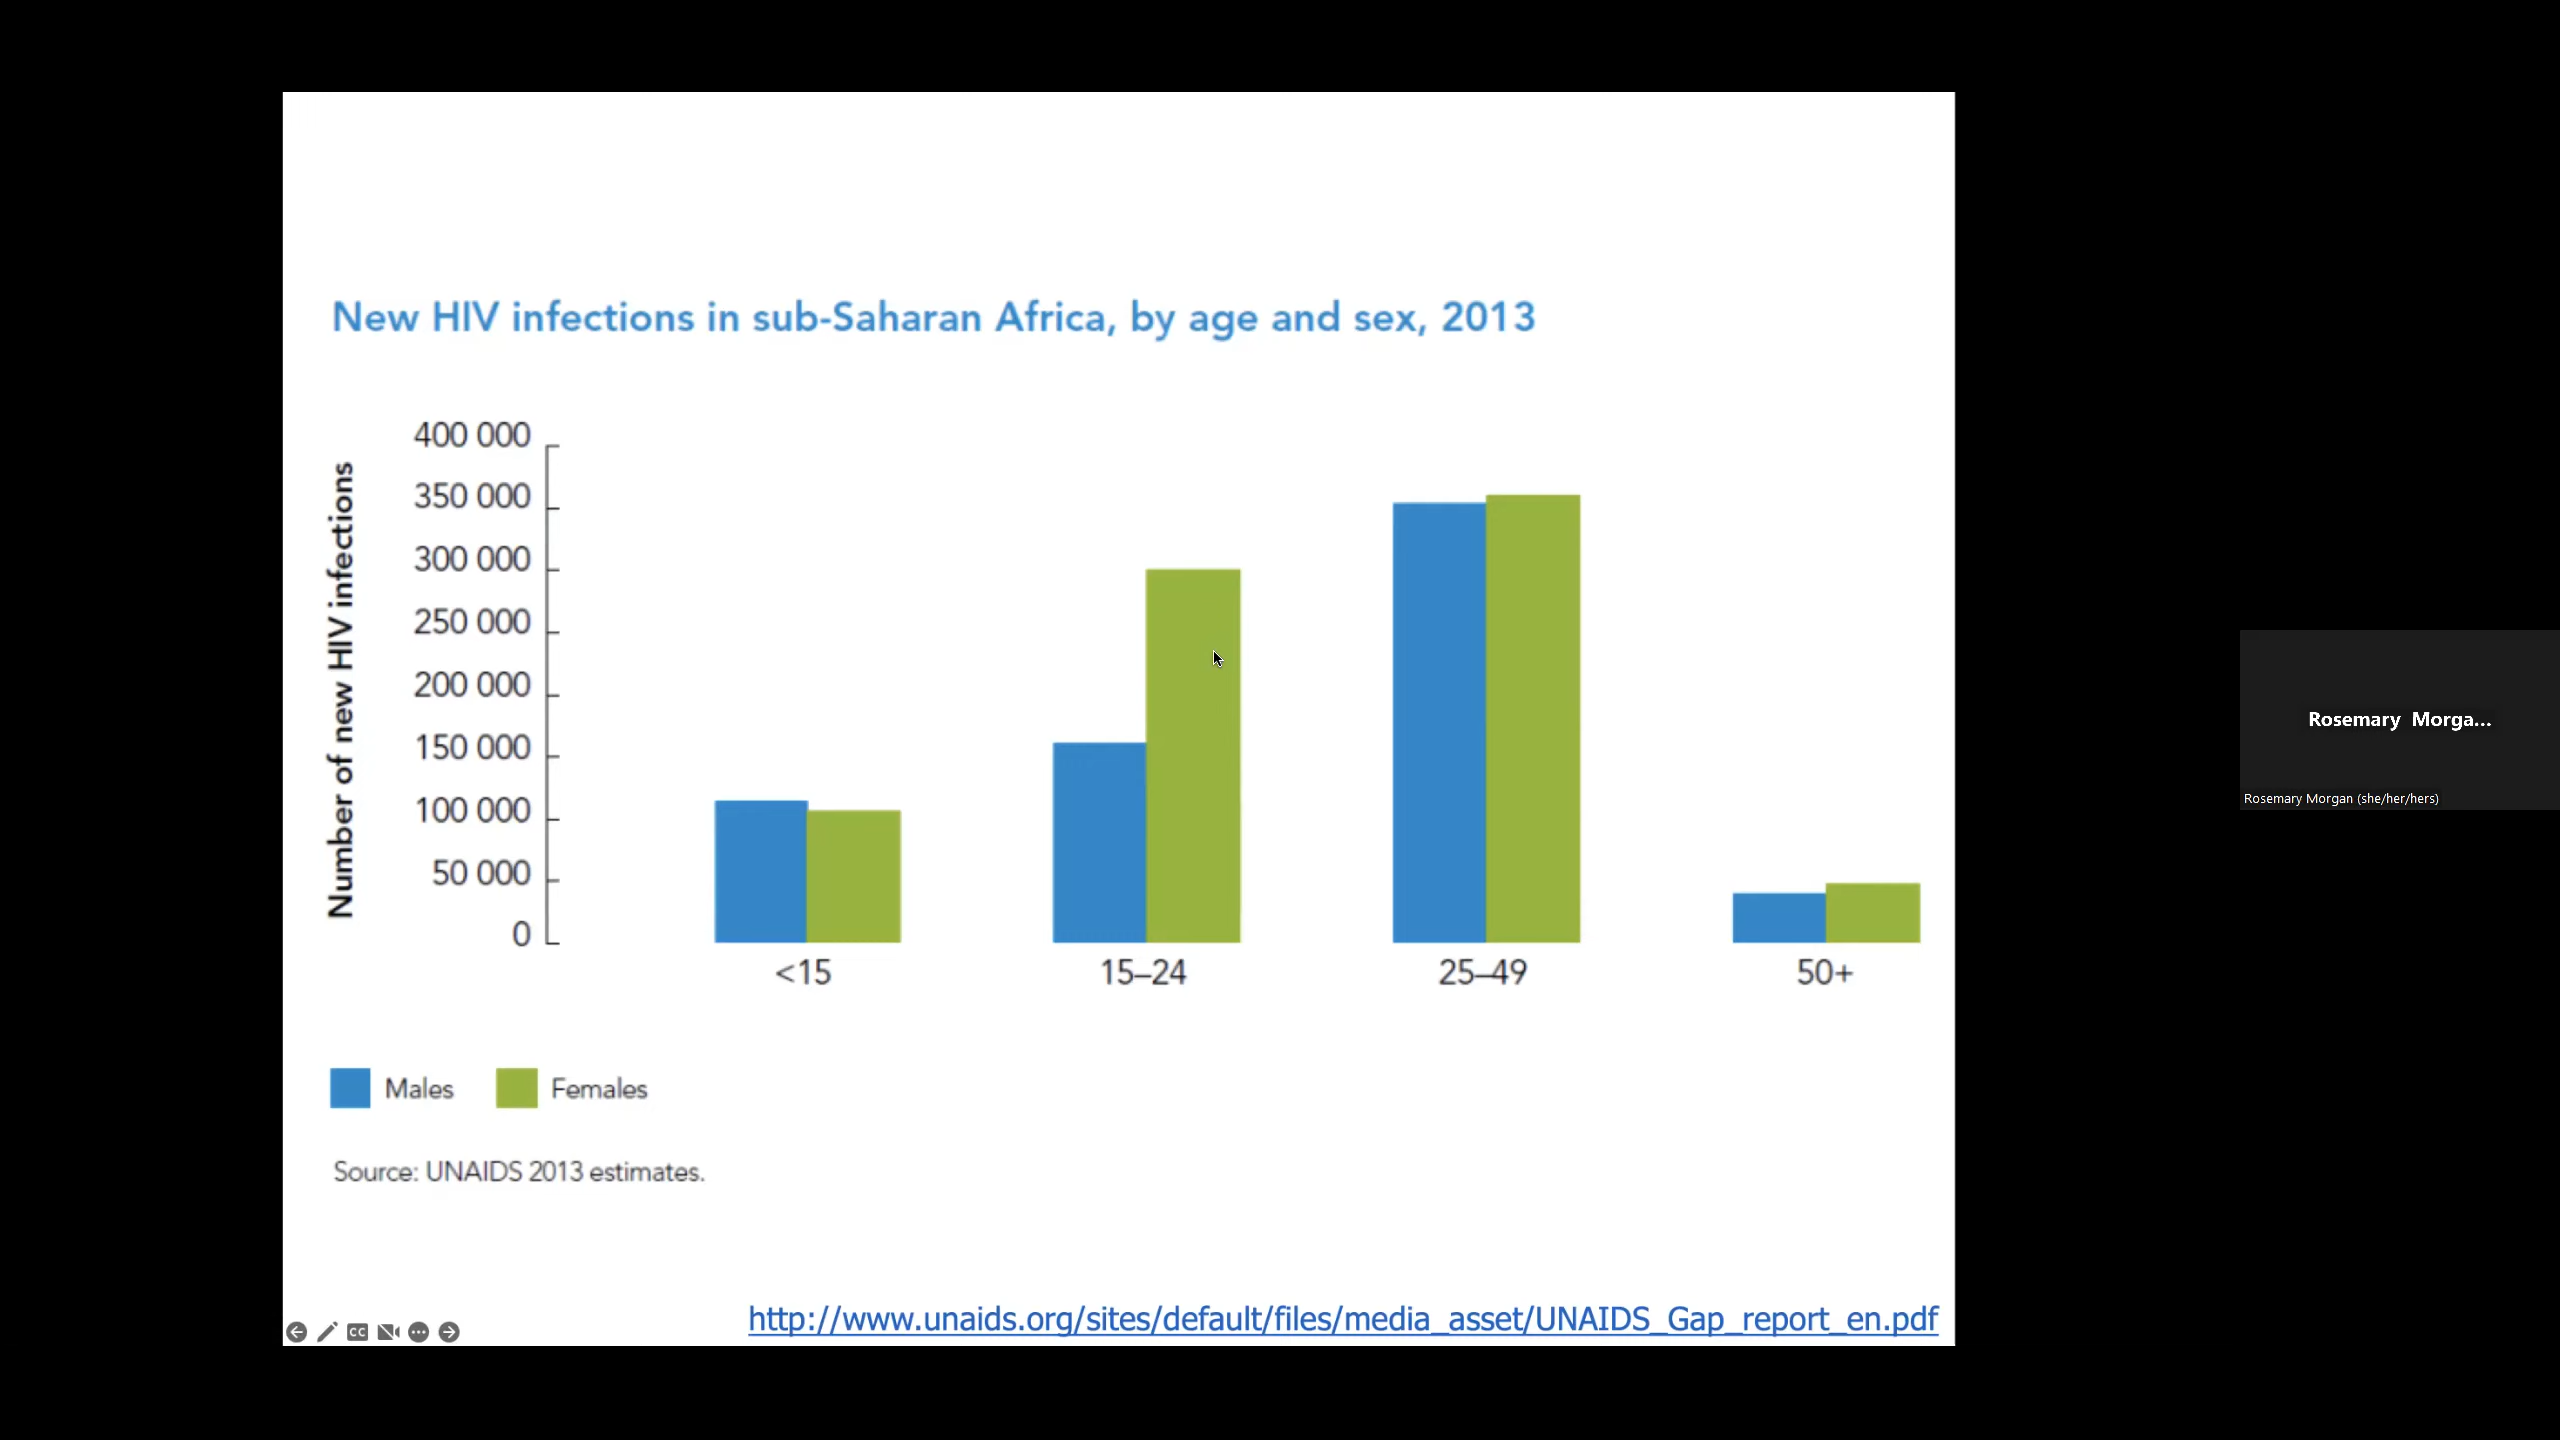 New HIV infections in sub-Saharan Africa, by age and sex, 2013
Number of new HIV infections
400 000
350 000
300 000
250 000
200 000
150 000
100 000
50 000
0
<15
15–24
25–49
50+
Males
Females
Source: UNAIDS 2013 estimates.
http://www.unaids.org/sites/default/files/media_asset/UNAIDS_Gap_report_en.pdf
CC
Rosemary Morga...
Rosemary Morgan (she/her/hers)